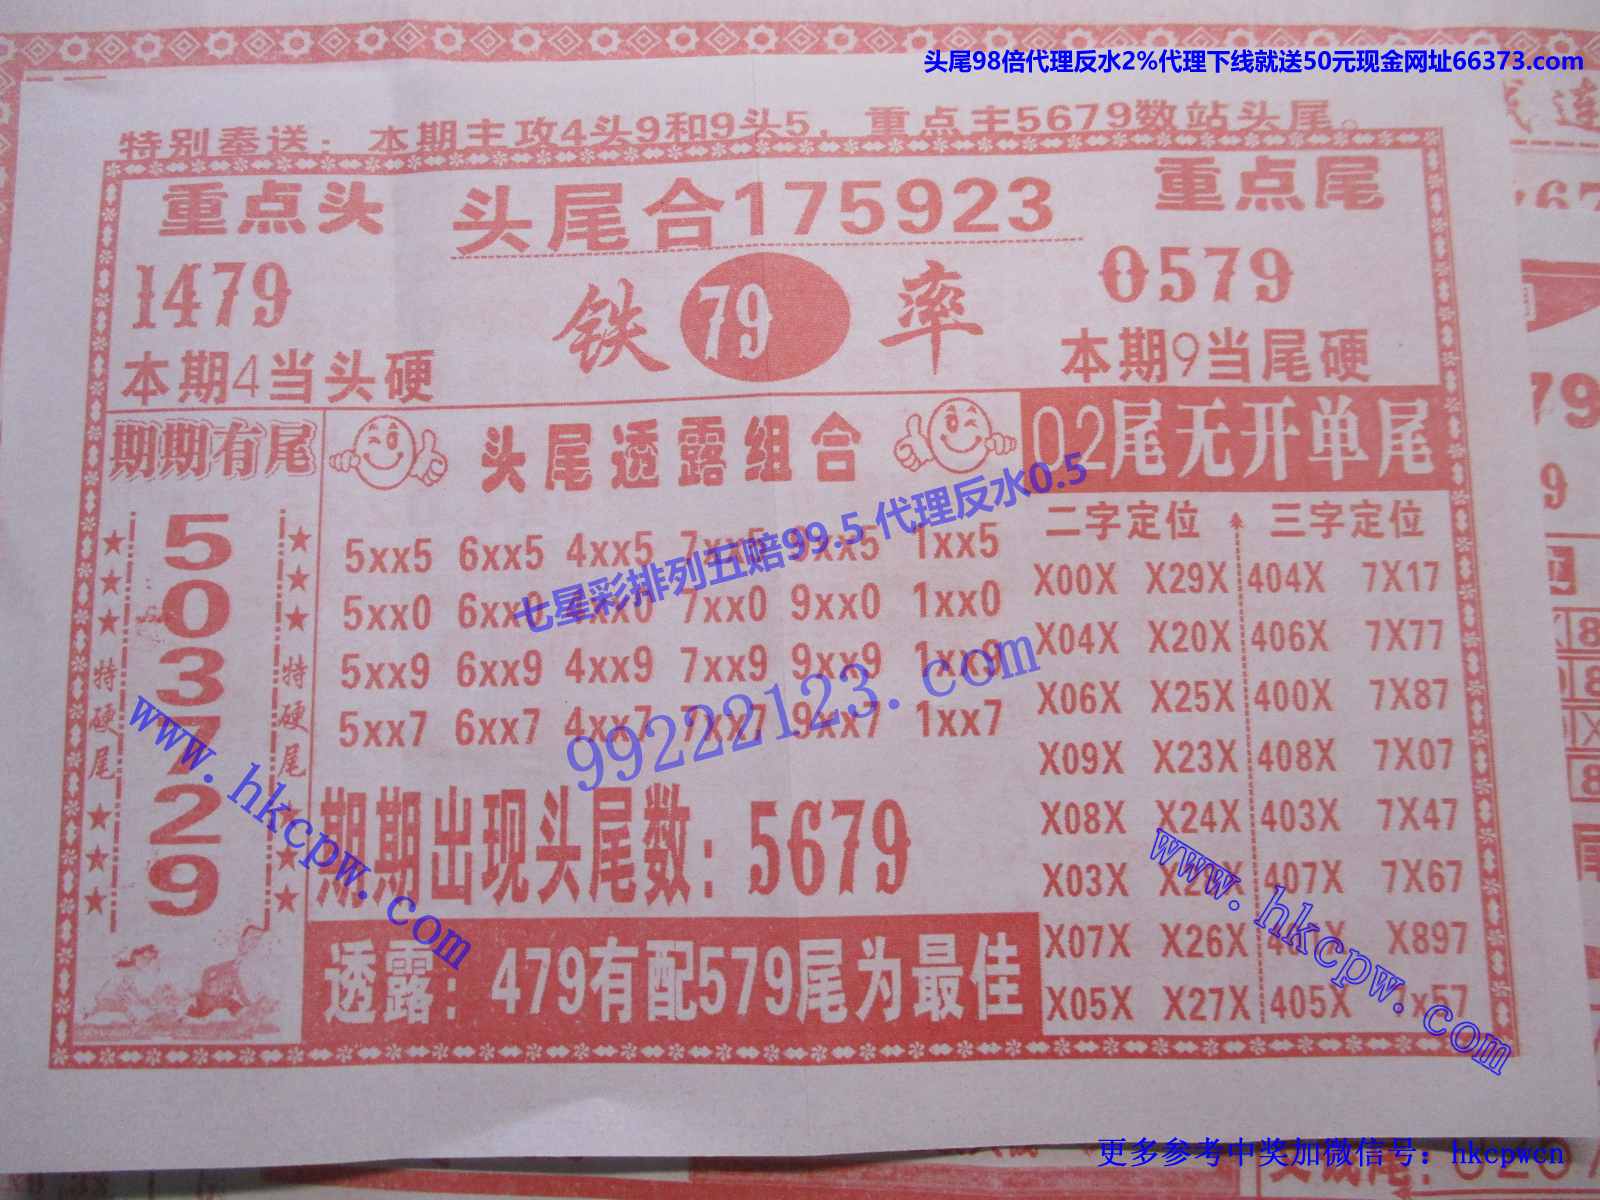 头尾98倍代理反水2%代理下线就送50元现金网址66373.com
特别奉送：本期主攻4头9和9头5，重点主5679数站头尾。
重点头 头尾合175923 重点尾
1479 铁 79 率 0579
本期4当头硬 本期9当尾硬
期期有尾
5
0
3
7
2
9
特硬尾
特硬尾
头尾透露组合
5xx5 6xx5 4xx5 7xx5 9xx5 1xx5
5xx0 6xx0 4xx0 7xx0 9xx0 1xx0
5xx9 6xx9 4xx9 7xx9 9xx9 1xx9
5xx7 6xx7 4xx7 7xx7 9xx7 1xx7
期期出现头尾数：5679
透露：479有配579尾为最佳
02尾无开单尾
二字定位 三字定位
X00X X29X 404X 7X17
X04X X20X 406X 7X77
X06X X25X 400X 7X87
X09X X23X 408X 7X07
X08X X24X 403X 7X47
X03X 407X 7X67
X07X X26X X897
X05X X27X 405X
七星彩排列五赔99.5 代理反水0.5
99222123.com
www.hkcpw.com
www.hkcpw.com
更多参考中奖加微信号：hkcpwcn